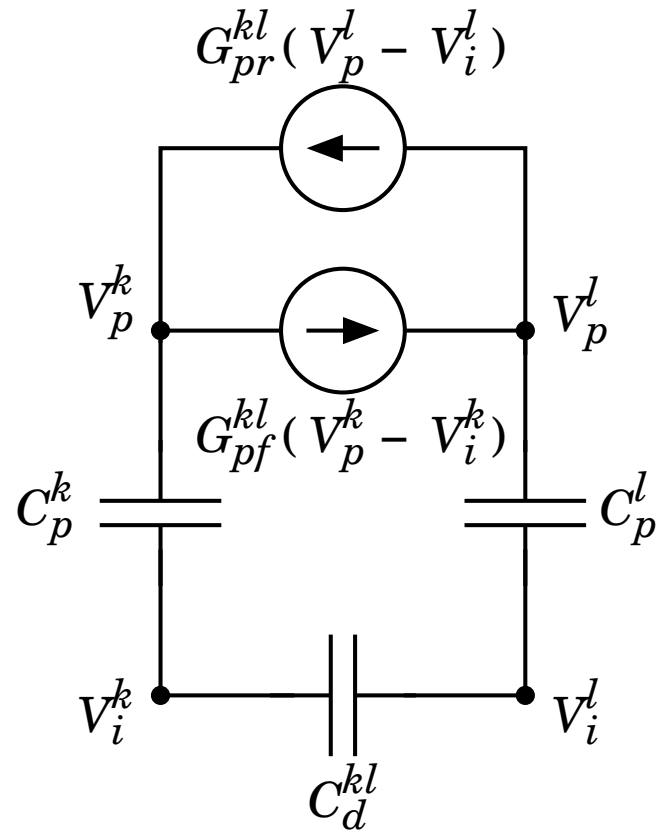 G_{pr}^{kl}(V_p^l − V_i^l)
V_p^k
V_p^l
G_{pf}^{kl}(V_p^k − V_i^k)
C_p^k
C_p^l
V_i^k
V_i^l
C_d^{kl}